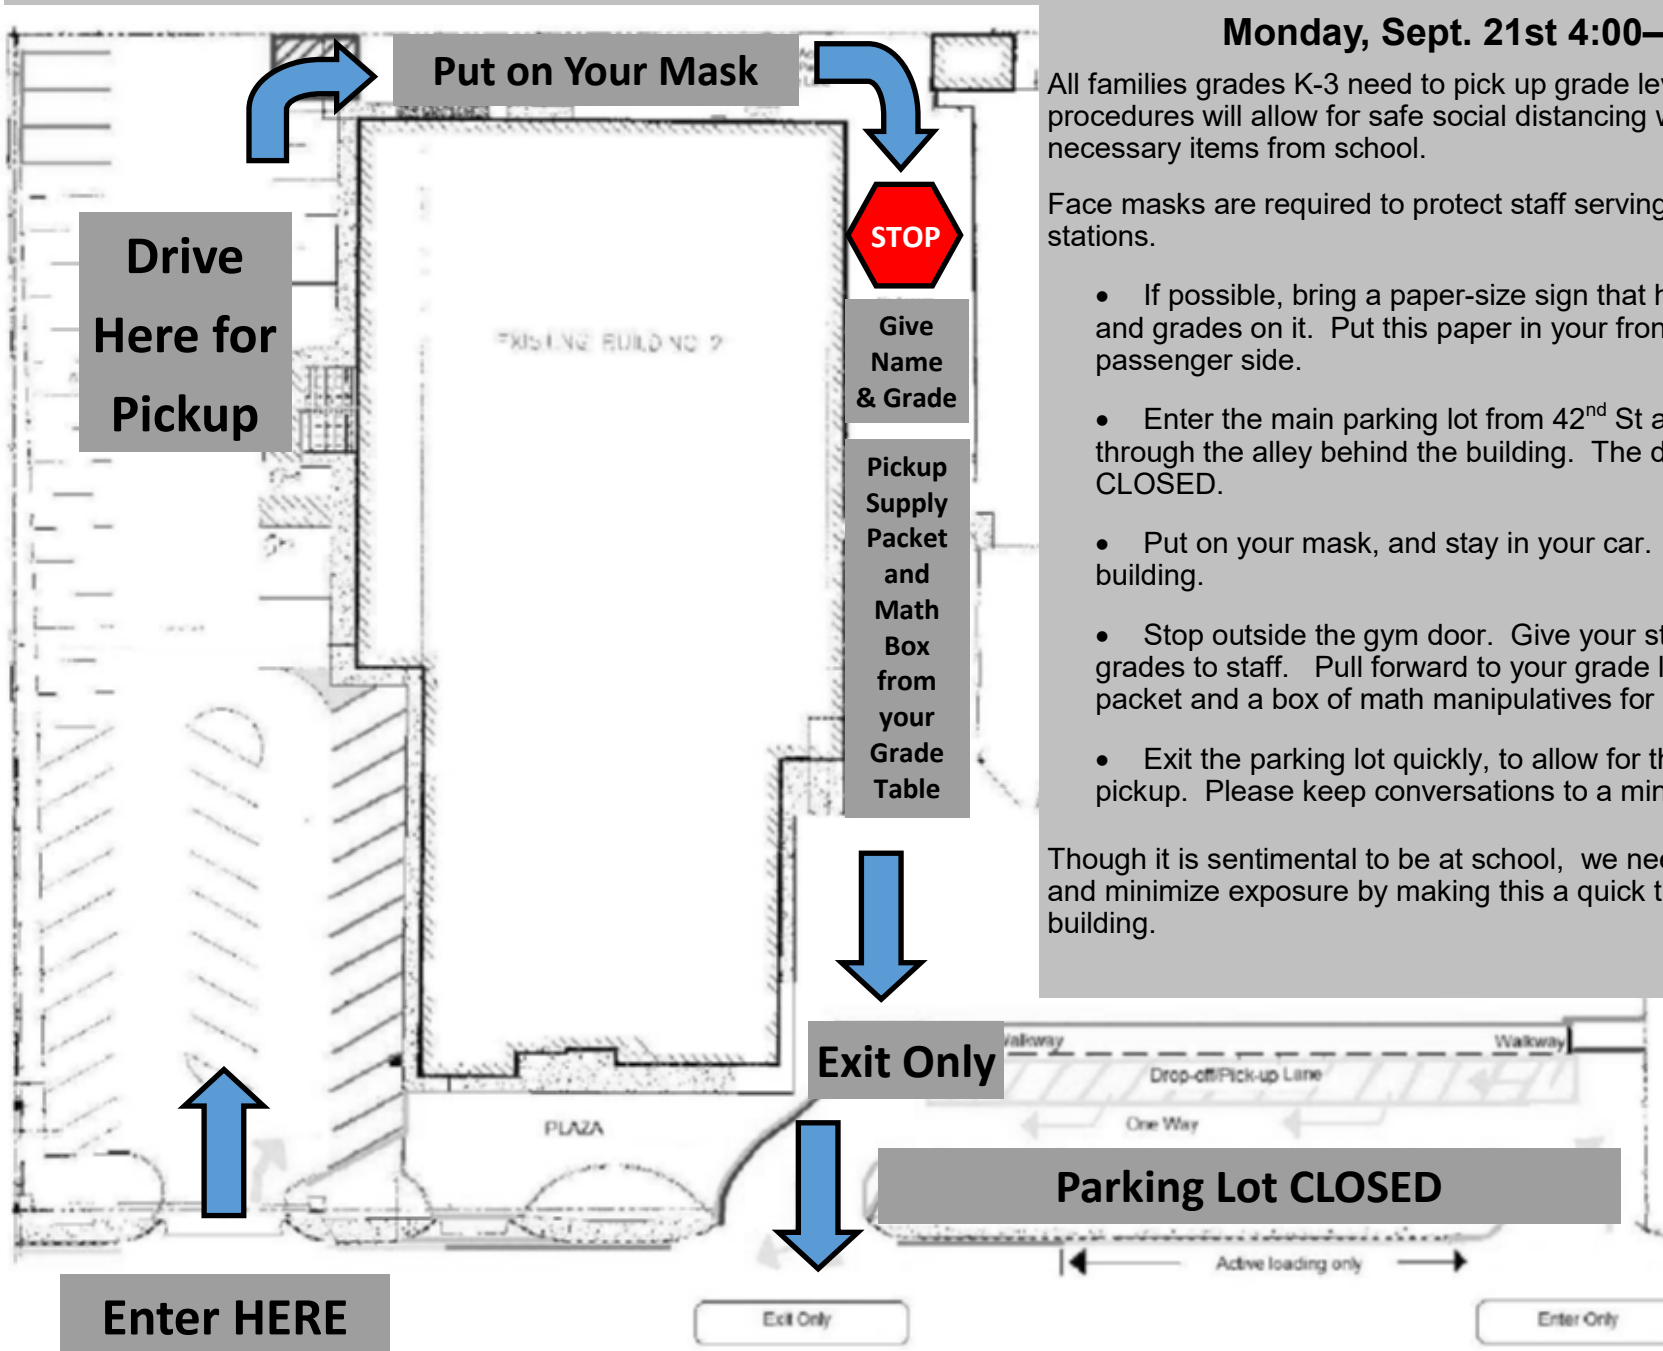 Put on Your Mask
Drive
Here for
Pickup
STOP
Give
Name
& Grade
EXISTING BUILDING 2
Pickup
Supply
Packet
and
Math
Box
from
your
Grade
Table
Exit Only
PLAZA
Enter HERE
Exit Only
Monday, Sept. 21st 4:00—
All families grades K-3 need to pick up grade lev
procedures will allow for safe social distancing w
necessary items from school.
Face masks are required to protect staff serving
stations.
• If possible, bring a paper-size sign that h
and grades on it. Put this paper in your fron
passenger side.
• Enter the main parking lot from 42nd St a
through the alley behind the building. The d
CLOSED.
• Put on your mask, and stay in your car.
building.
• Stop outside the gym door. Give your st
grades to staff. Pull forward to your grade l
packet and a box of math manipulatives for
• Exit the parking lot quickly, to allow for th
pickup. Please keep conversations to a min
Though it is sentimental to be at school, we nee
and minimize exposure by making this a quick t
building.
Walkway
Walkway
Drop-off/Pick-up Lane
One Way
Parking Lot CLOSED
Active loading only
Enter Only